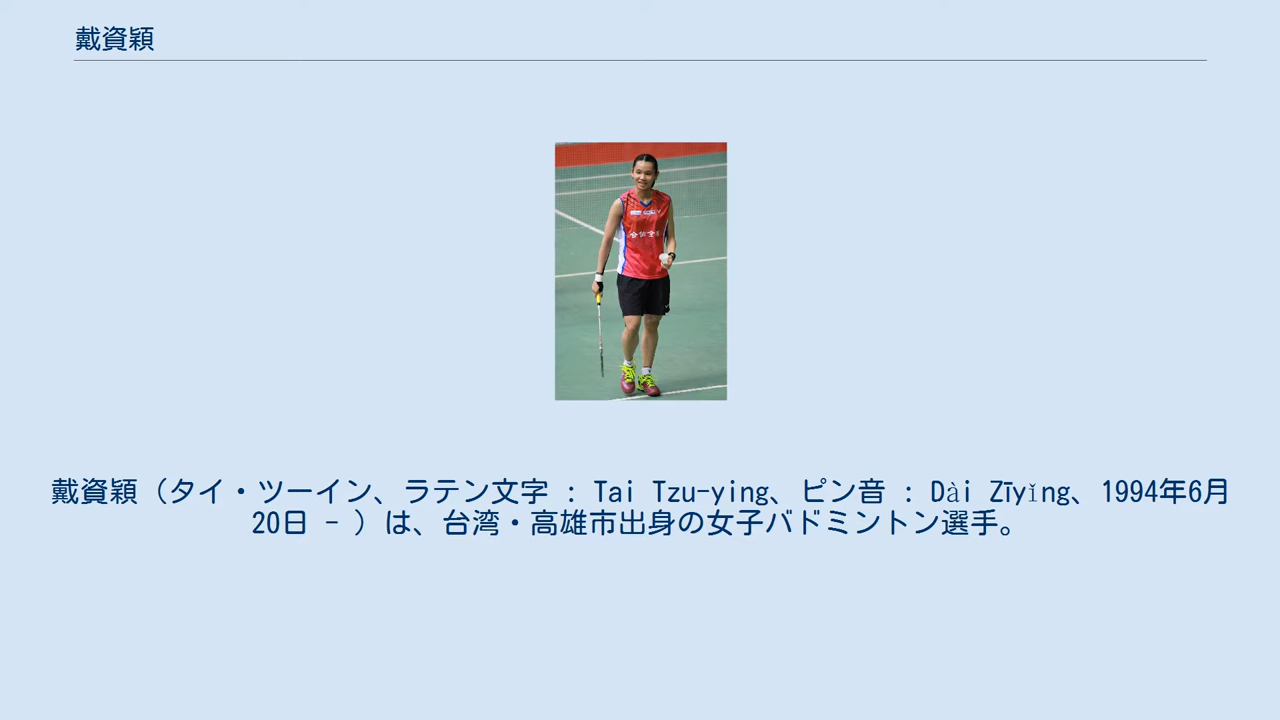 戴資穎
戴資穎（タイ・ツーイン、ラテン文字 : Tai Tzu-ying、ピン音 : Dài Zīyǐng、1994年6月
20日 - ）は、台湾・高雄市出身の女子バドミントン選手。